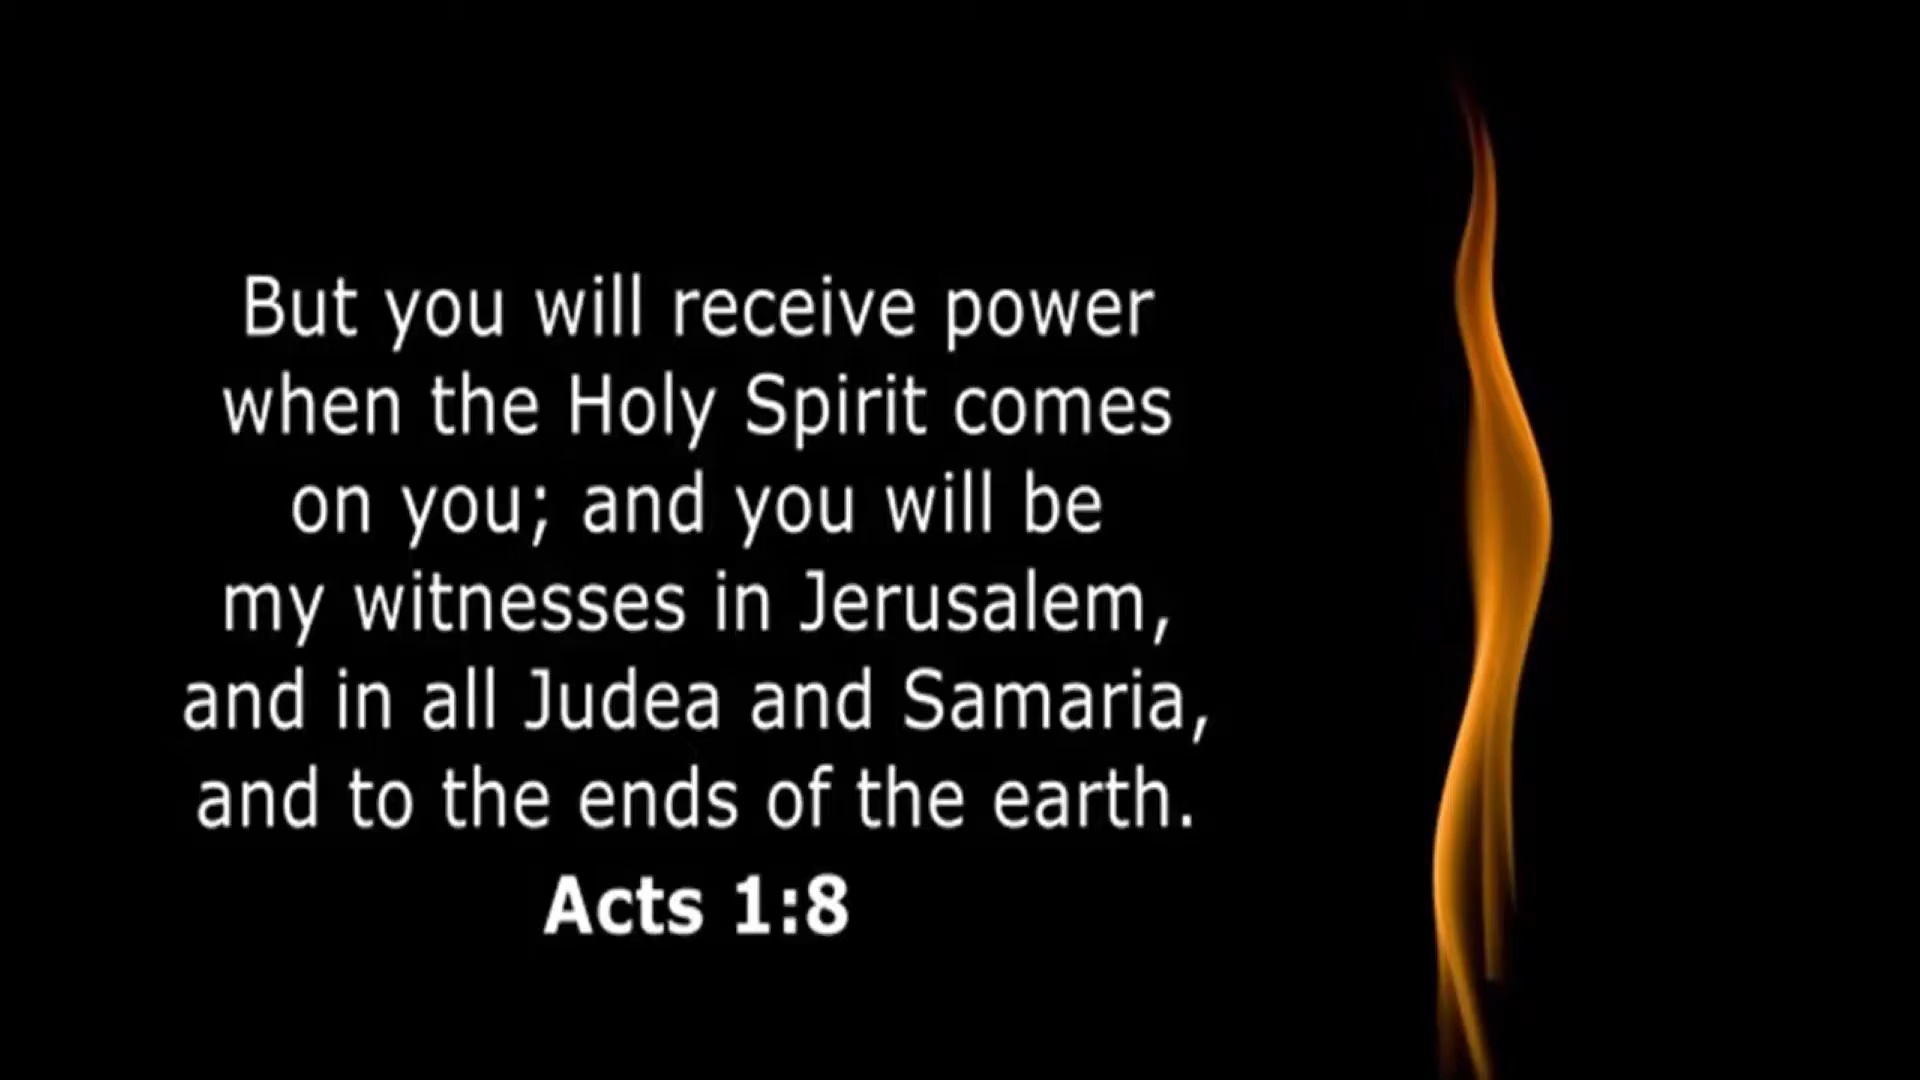 But you will receive power
when the Holy Spirit comes
on you; and you will be
my witnesses in Jerusalem,
and in all Judea and Samaria,
and to the ends of the earth.
Acts 1:8